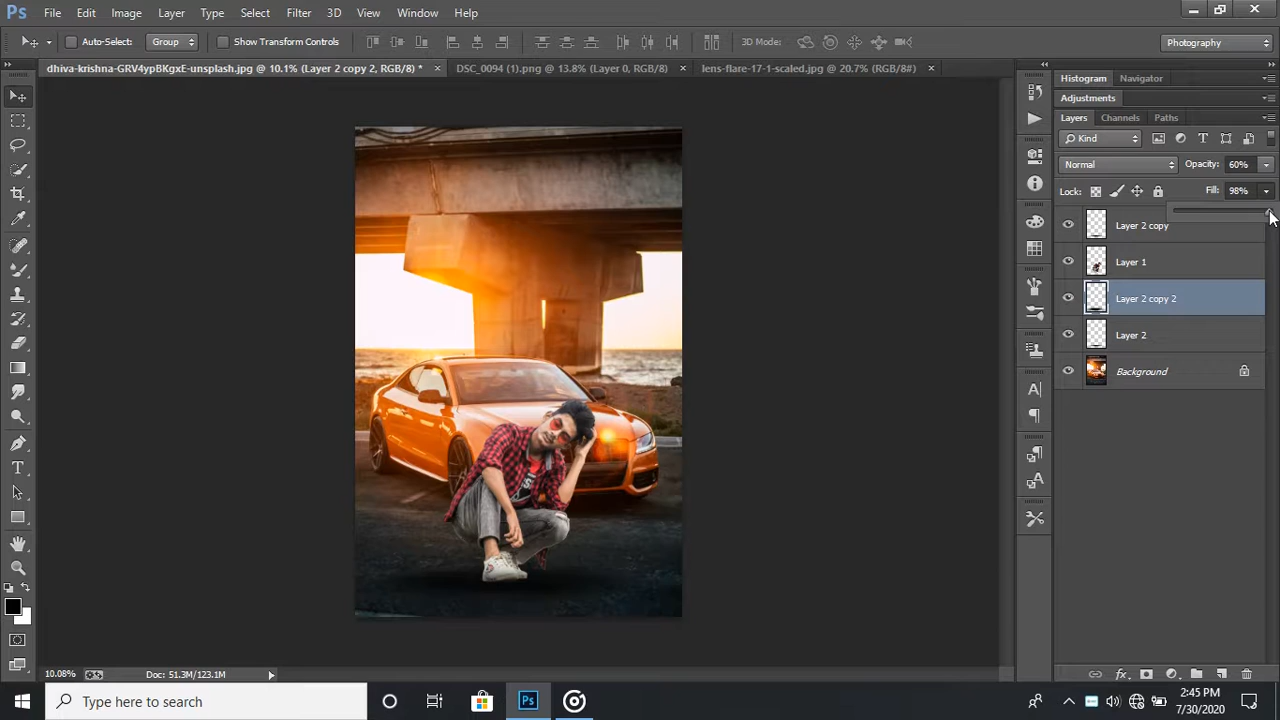 Ps File Edit Image Layer Type Select Filter 3D View Window Help
Auto-Select: Group Show Transform Controls 3D Mode: Photography
dhiva-krishna-GRV4ypBKgxE-unsplash.jpg @ 10.1% (Layer 2 copy 2, RGB/8) * × DSC_0094 (1).png @ 13.8% (Layer 0, RGB/8) × lens-flare-17-1-scaled.jpg @ 20.7% (RGB/8#) ×
Histogram Navigator
Adjustments
Layers Channels Paths
Kind
Normal Opacity: 60%
Lock: Fill: 98%
Layer 2 copy
Layer 1
Layer 2 copy 2
Layer 2
Background
10.08% Doc: 51.3M/123.1M
Type here to search
Ps
2:45 PM
7/30/2020